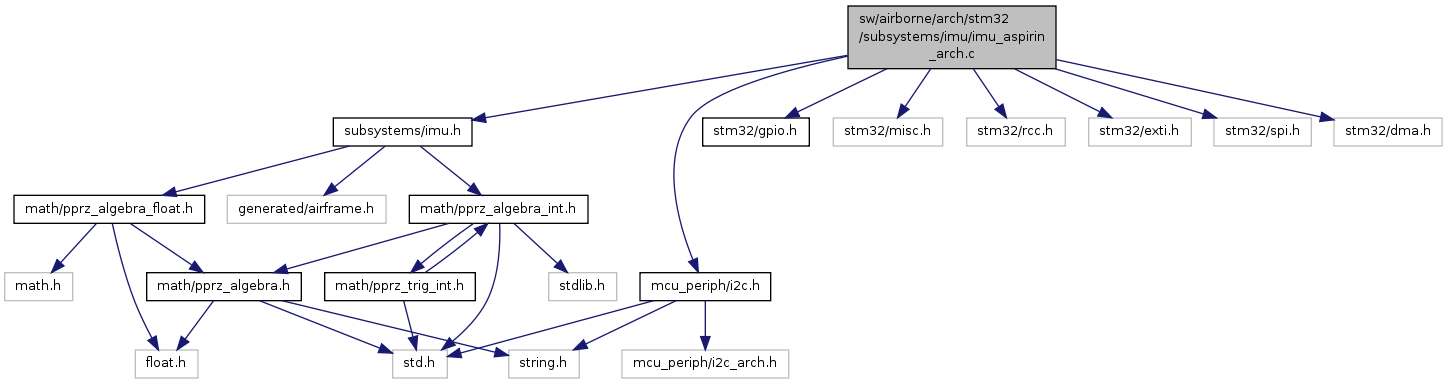 sw/airborne/arch/stm32
/subsystems/imu/imu_aspirin
_arch.c
subsystems/imu.h
stm32/gpio.h
stm32/misc.h
stm32/rcc.h
stm32/exti.h
stm32/spi.h
stm32/dma.h
math/pprz_algebra_float.h
generated/airframe.h
math/pprz_algebra_int.h
math.h
math/pprz_algebra.h
math/pprz_trig_int.h
stdlib.h
mcu_periph/i2c.h
float.h
std.h
string.h
mcu_periph/i2c_arch.h